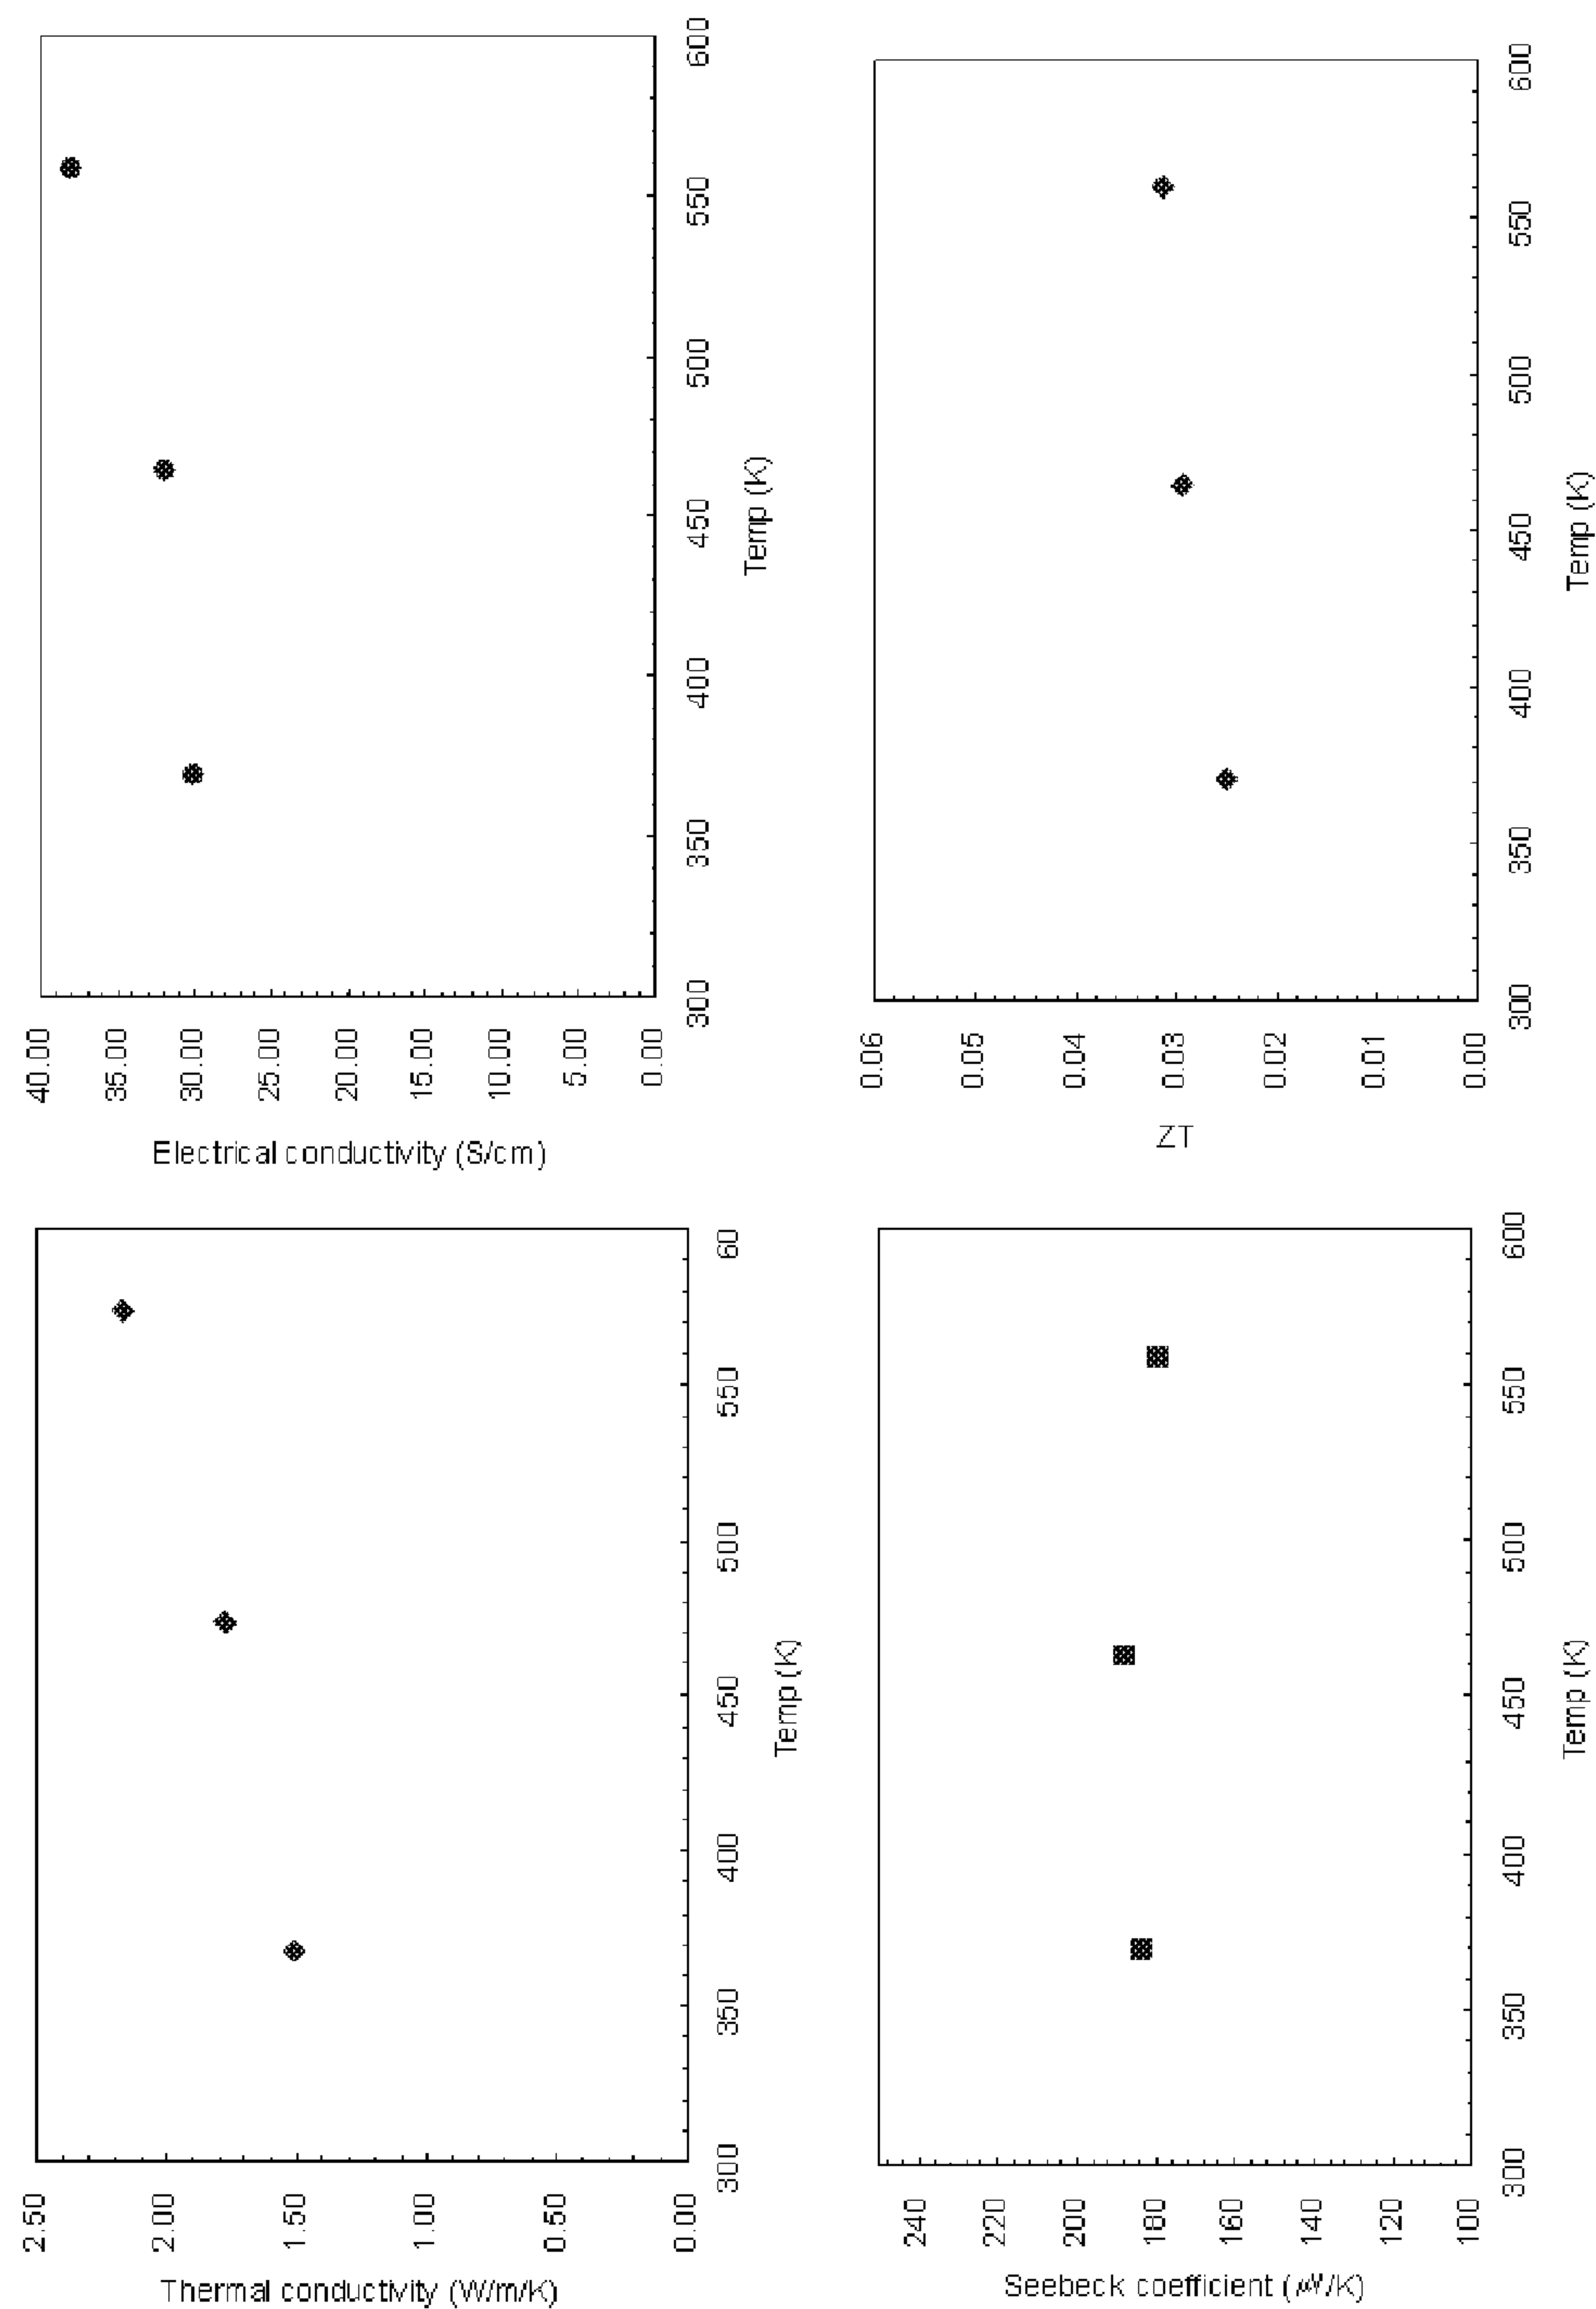 Thermal conductivity (W/m/K)
2.50
2.00
1.50
1.00
0.50
0.00
300 350 400 450 500 550 60
Temp (K)
Electrical conductivity (S/cm)
40.00
35.00
30.00
25.00
20.00
15.00
10.00
5.00
0.00
300 350 400 450 500 550 600
Temp (K)
Seebeck coefficient (μV/K)
240
220
200
180
160
140
120
100
300 350 400 450 500 550 600
Temp (K)
ZT
0.06
0.05
0.04
0.03
0.02
0.01
0.00
300 350 400 450 500 550 600
Temp (K)